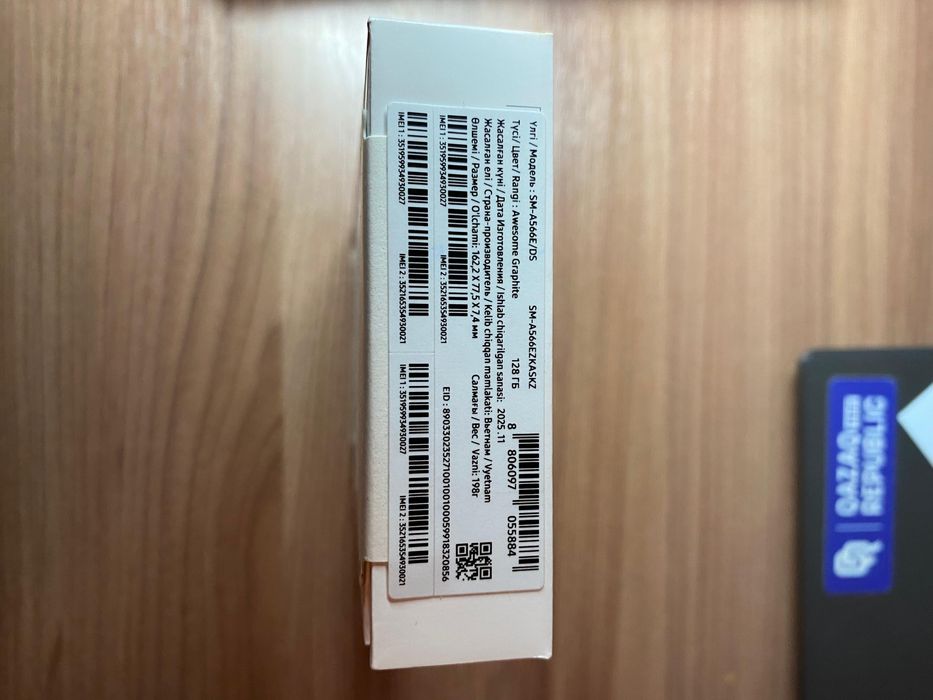 Үлгі / Модель : SM-A566E/DS SM-A566EZKASKZ
Түсі/ Цвет/ Rangi : Awesome Graphite 128 ГБ
Жасалған күні / Дата Изготовления / Ishlab chiqarilgan sanasi: 2025 .11
Жасалған елі / Страна-производитель / Kelib chiqqan mamlakati: Вьетнам / Vyetnam
Өлшемі / Размер / O'lchami: 162,2 X 77,5 X 7,4 мм Салмағы / Вес / Vazni: 198г
8 806097 055884
IMEI 1 : 351959934930027 IMEI 2 : 352165354930021
EID : 89033023527100100100059918320856
IMEI 1 : 351959934930027 IMEI 2 : 352165354930021
IMEI 1 : 351959934930027 IMEI 2 : 352165354930021
QAZAQ
REPUBLIC